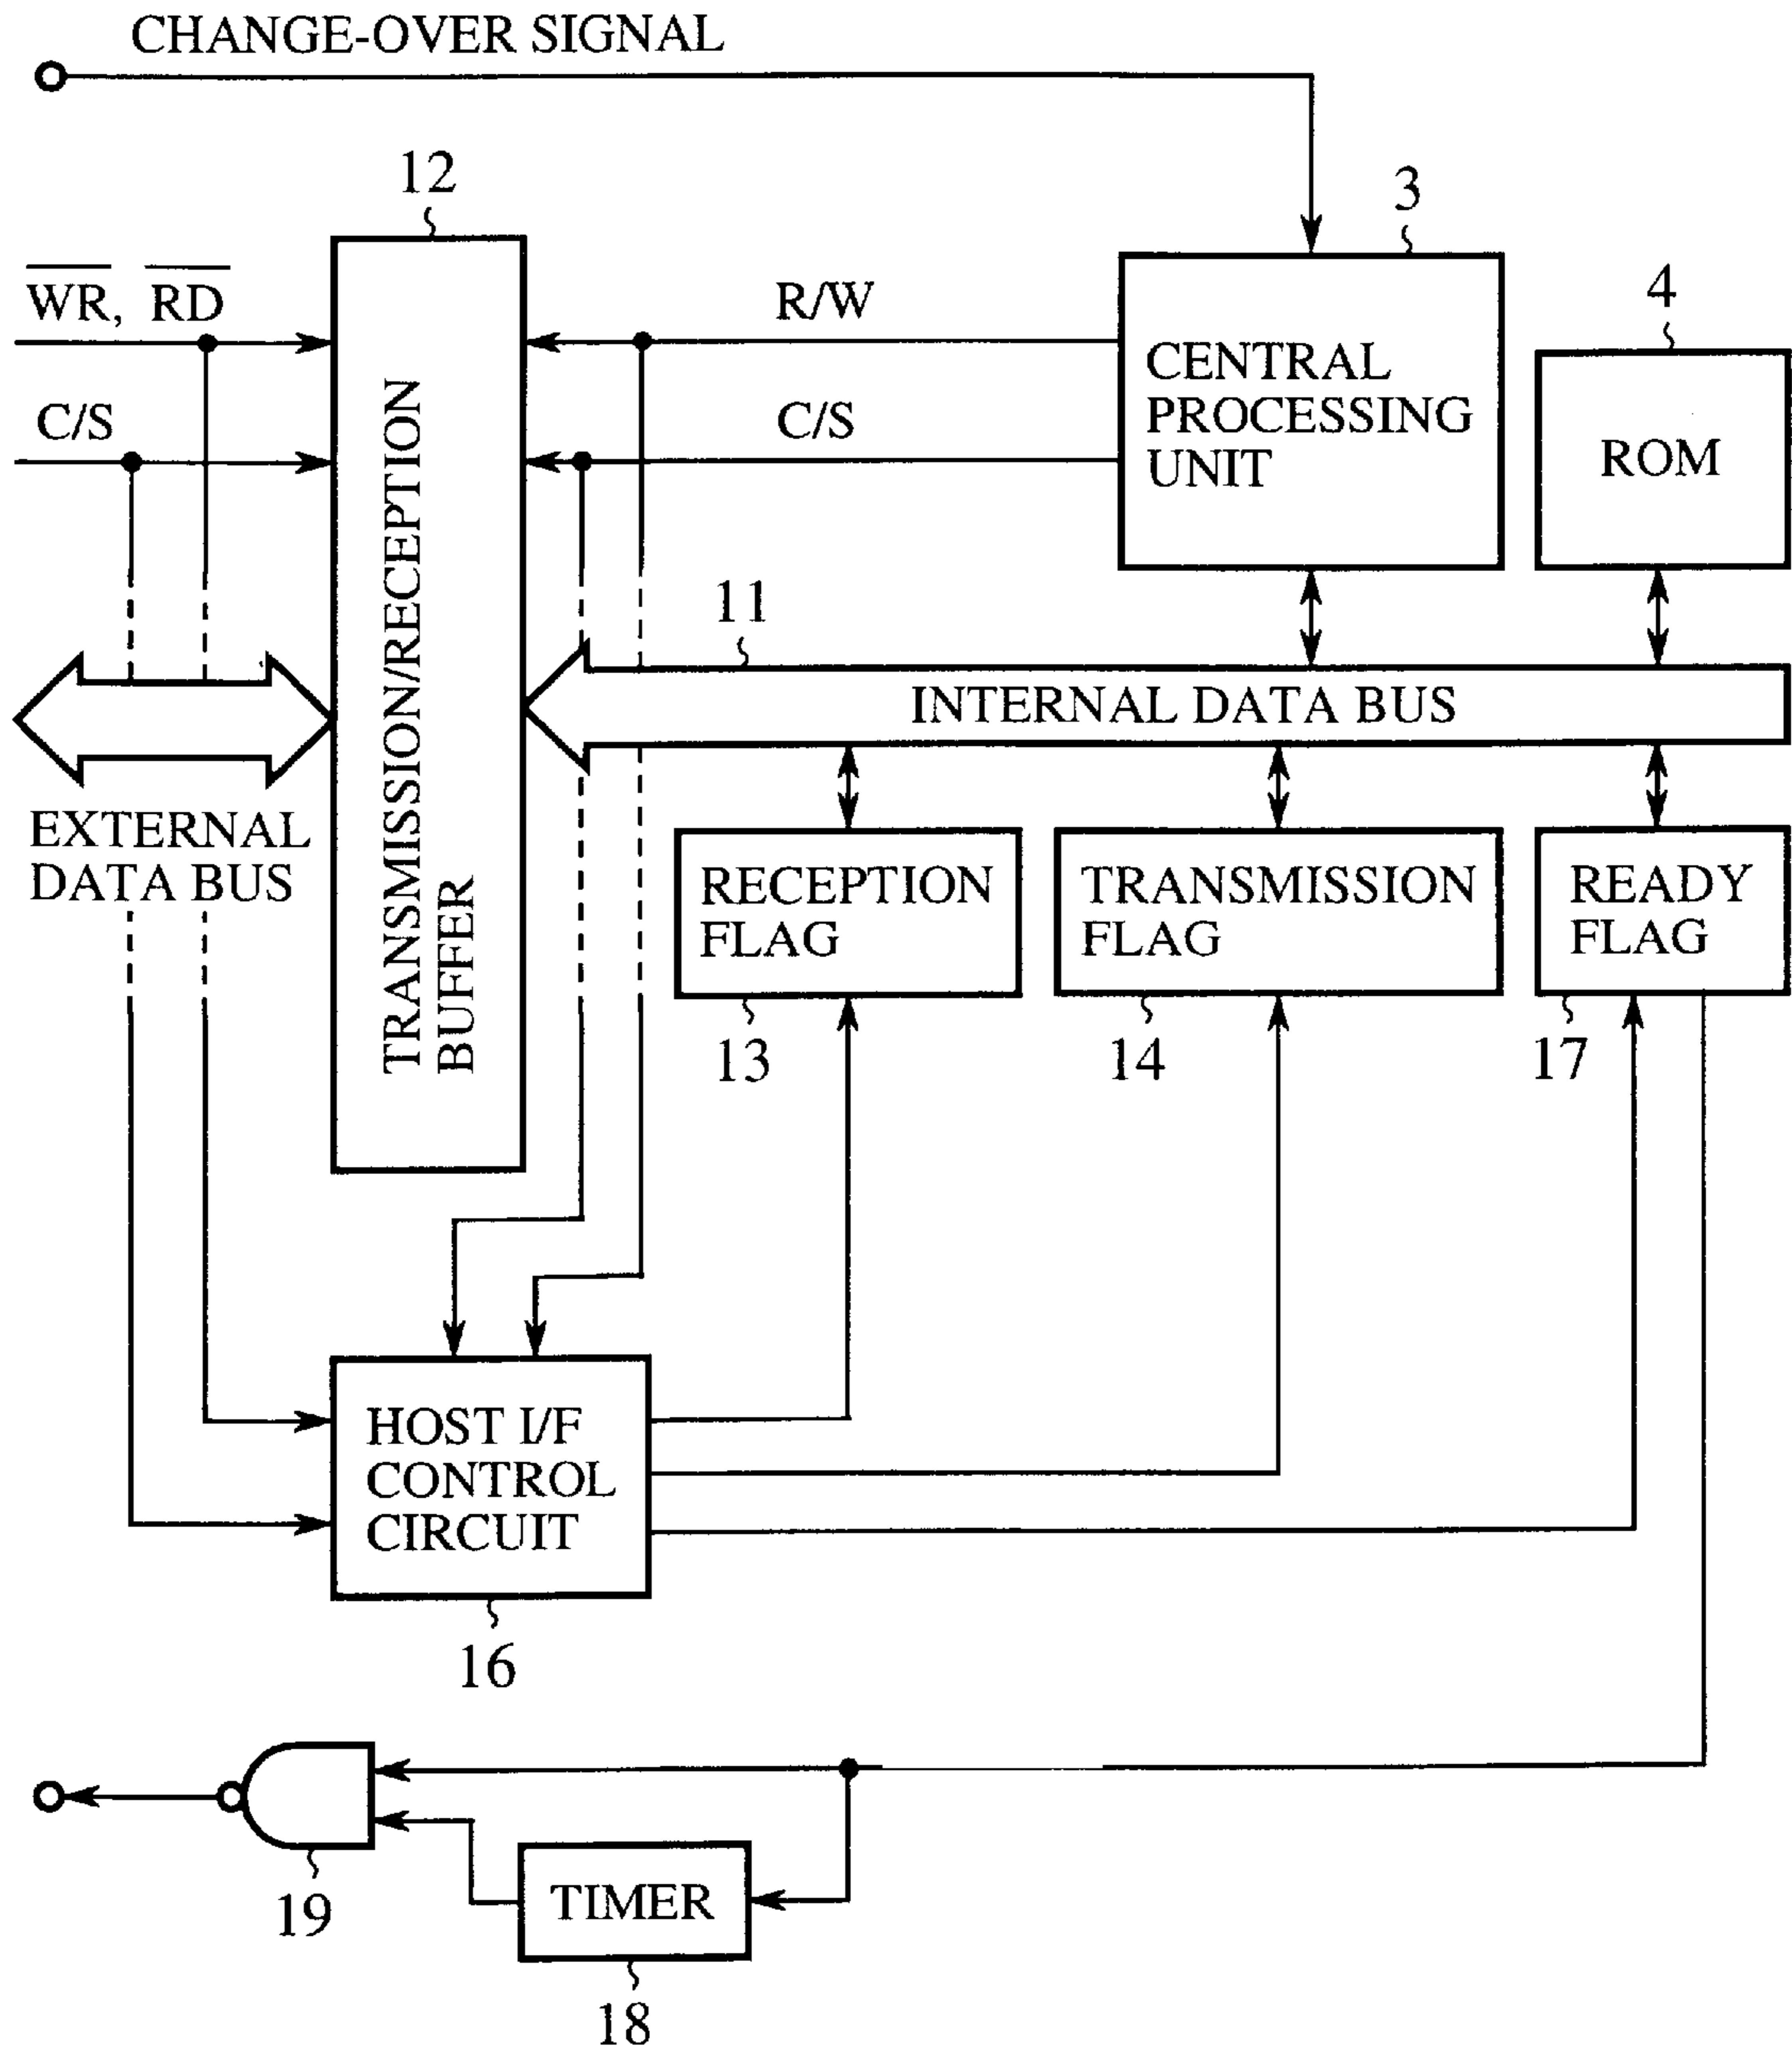 CHANGE-OVER SIGNAL
12
3
4
WR, RD
R/W
C/S
C/S
CENTRAL
PROCESSING
UNIT
ROM
TRANSMISSION/RECEPTION
BUFFER
11
INTERNAL DATA BUS
EXTERNAL
DATA BUS
RECEPTION
FLAG
TRANSMISSION
FLAG
READY
FLAG
13
14
17
HOST I/F
CONTROL
CIRCUIT
16
19
TIMER
18